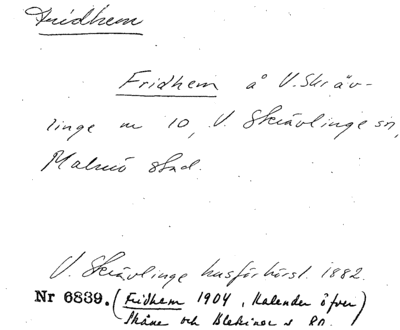 Fridhem
Fridhem å V. Skräv-
linge nr 10, V. Skrävlinge sn,
Malmö stad.
V. Skrävlinge husförhörsl. 1882.
Nr 6839. (Fridhem 1904, Kalender öfver
Skåne och Blekinge s. 80.